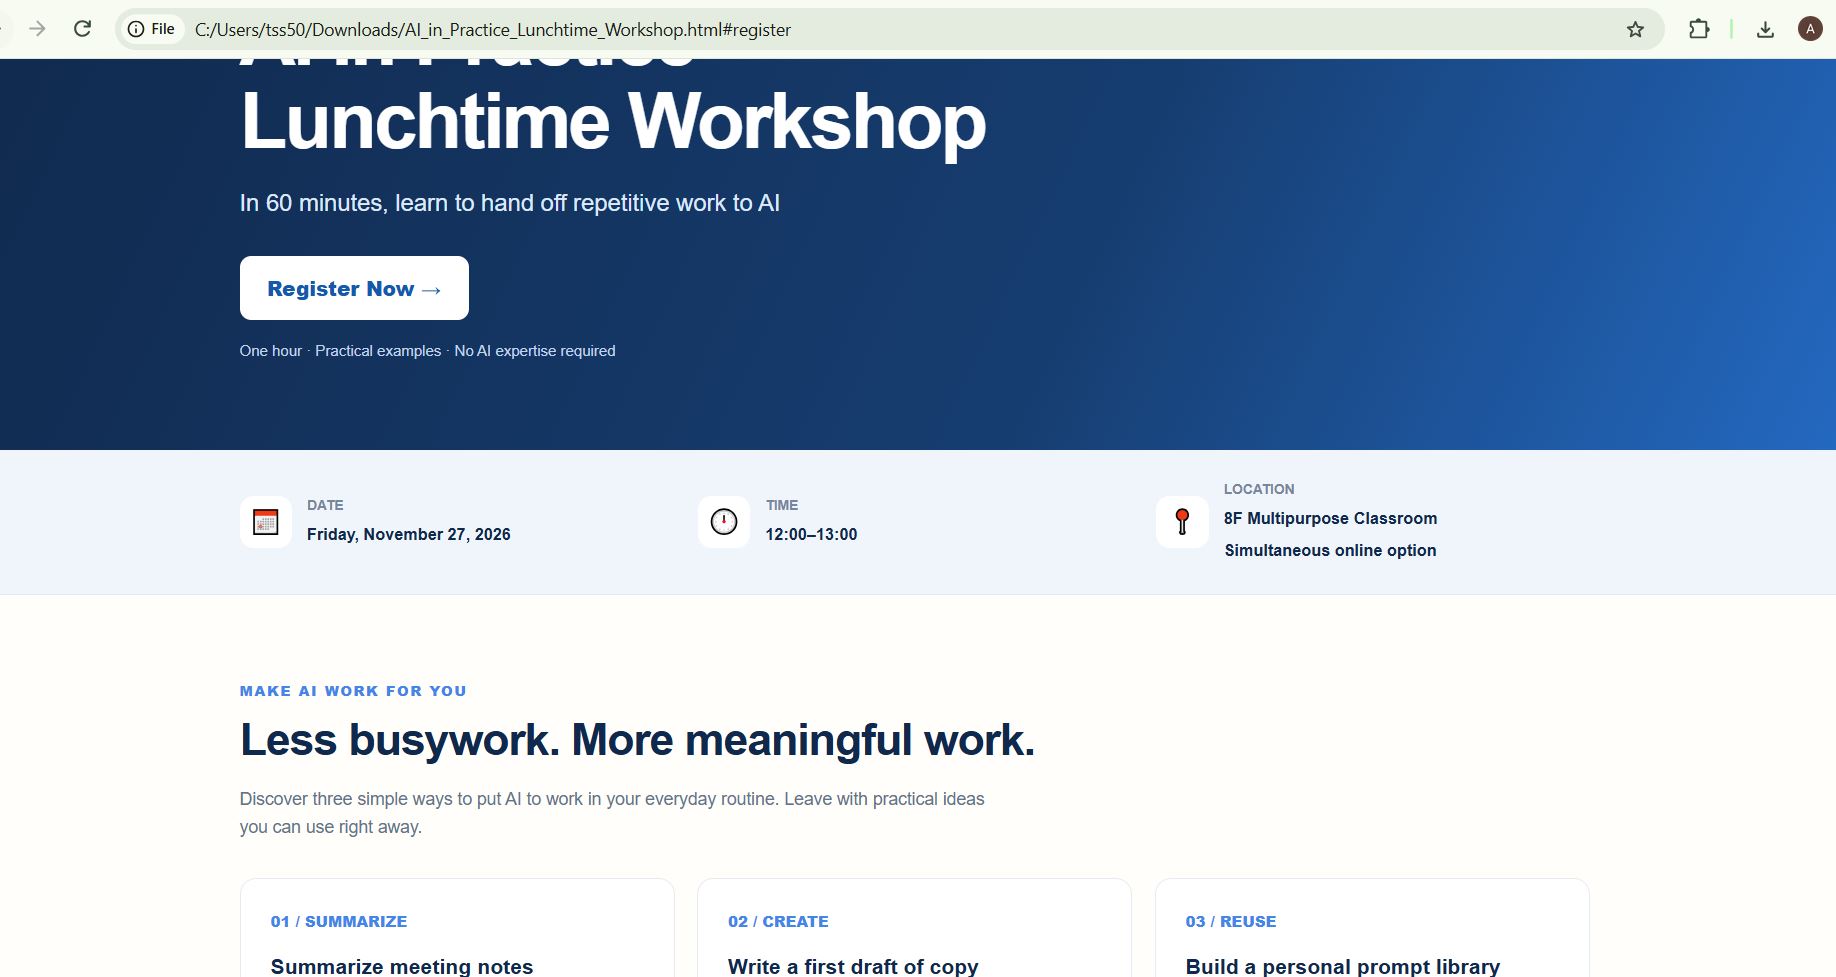 File C:/Users/tss50/Downloads/AI_in_Practice_Lunchtime_Workshop.html#register
A
AI in Practice
Lunchtime Workshop
In 60 minutes, learn to hand off repetitive work to AI
Register Now →
One hour · Practical examples · No AI expertise required
DATE
Friday, November 27, 2026
TIME
12:00–13:00
LOCATION
8F Multipurpose Classroom
Simultaneous online option
MAKE AI WORK FOR YOU
Less busywork. More meaningful work.
Discover three simple ways to put AI to work in your everyday routine. Leave with practical ideas
you can use right away.
01 / SUMMARIZE
Summarize meeting notes
02 / CREATE
Write a first draft of copy
03 / REUSE
Build a personal prompt library